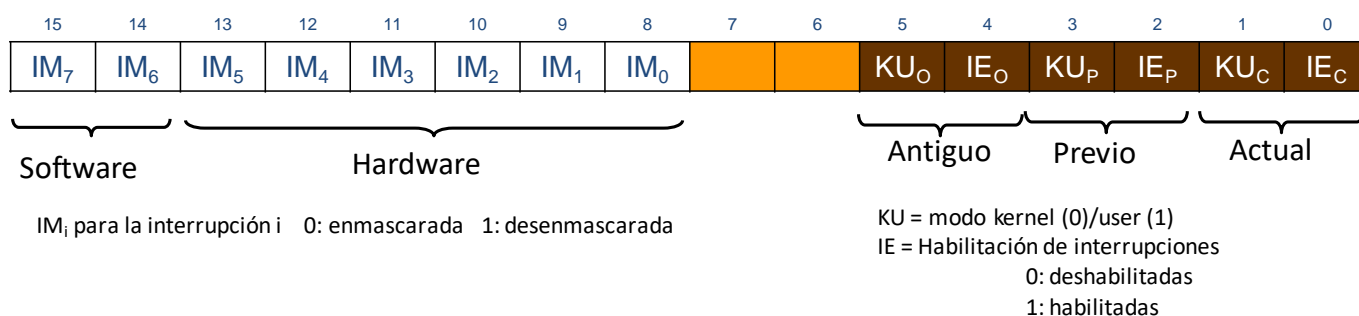 15 14 13 12 11 10 9 8 7 6 5 4 3 2 1 0
IM7 IM6 IM5 IM4 IM3 IM2 IM1 IM0 KUO IEO KUP IEP KUC IEC
Software Hardware Antiguo Previo Actual
IMi para la interrupción i 0: enmascarada 1: desenmascarada
KU = modo kernel (0)/user (1)
IE = Habilitación de interrupciones
0: deshabilitadas
1: habilitadas